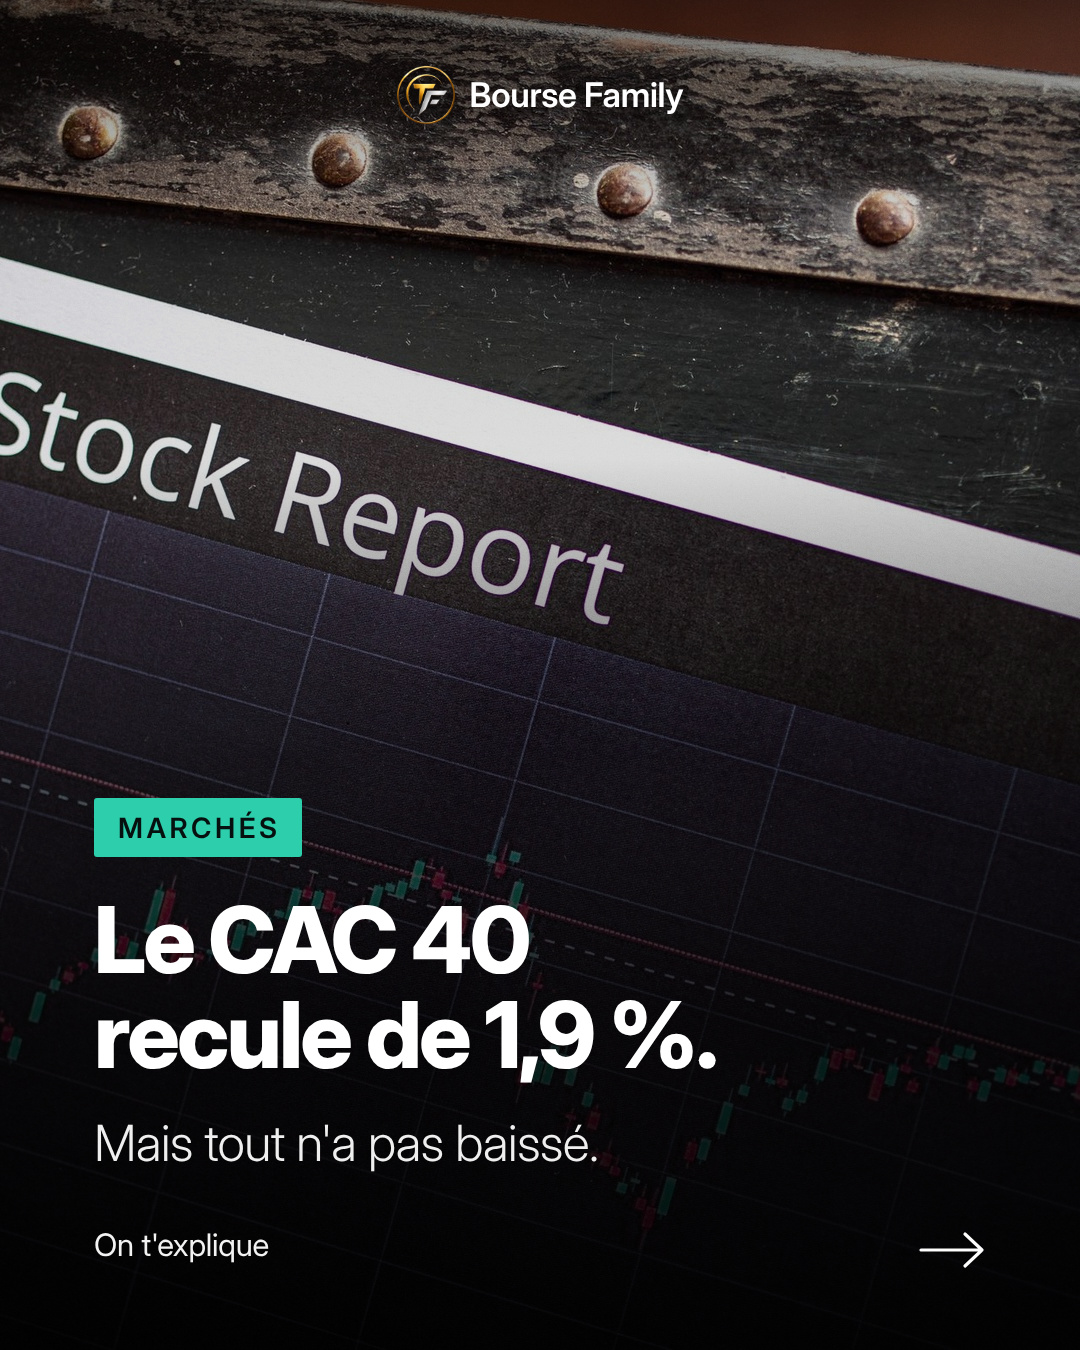 Bourse Family
Stock Report
MARCHÉS
Le CAC 40
recule de 1,9 %.
Mais tout n'a pas baissé.
On t'explique